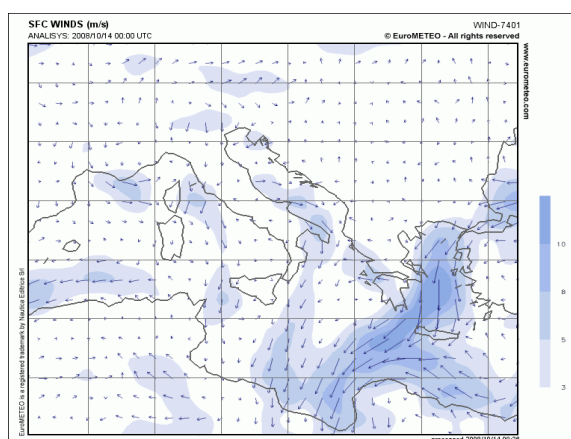 SFC WINDS (m/s)
WIND-7401
ANALISYS: 2008/10/14 00:00 UTC
© EuroMETEO - All rights reserved
www.eurometeo.com
10
8
5
3
EuroMETEO is a registered trademark by Nautica Editrice Srl